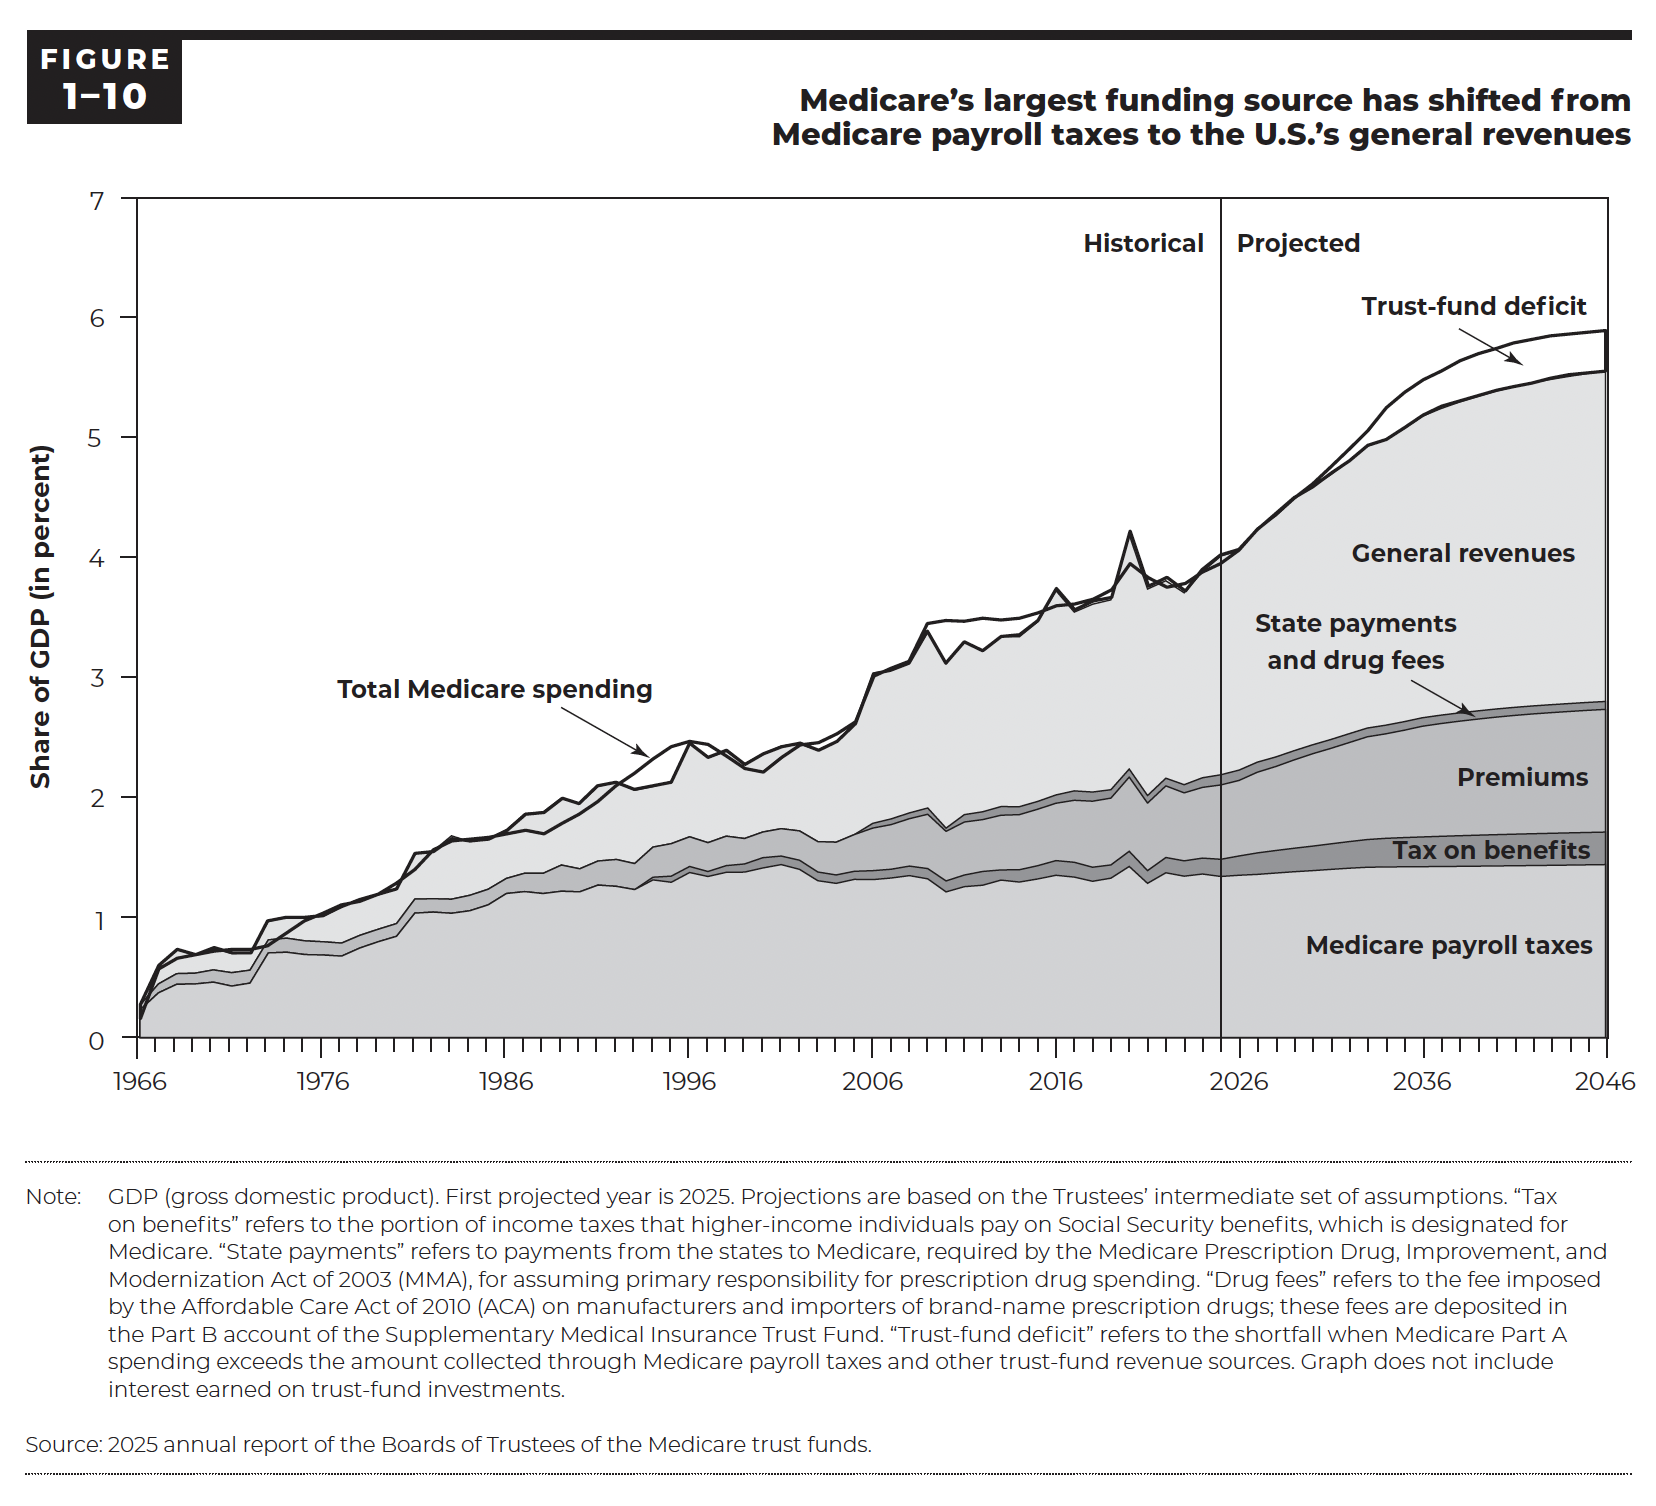 FIGURE
1–10
Medicare’s largest funding source has shifted from
Medicare payroll taxes to the U.S.’s general revenues
7
6
5
4
3
2
1
0
Share of GDP (in percent)
Historical
Projected
Trust-fund deficit
General revenues
State payments
and drug fees
Total Medicare spending
Premiums
Tax on benefits
Medicare payroll taxes
1966
1976
1986
1996
2006
2016
2026
2036
2046
Note: GDP (gross domestic product). First projected year is 2025. Projections are based on the Trustees’ intermediate set of assumptions. “Tax
on benefits” refers to the portion of income taxes that higher-income individuals pay on Social Security benefits, which is designated for
Medicare. “State payments” refers to payments from the states to Medicare, required by the Medicare Prescription Drug, Improvement, and
Modernization Act of 2003 (MMA), for assuming primary responsibility for prescription drug spending. “Drug fees” refers to the fee imposed
by the Affordable Care Act of 2010 (ACA) on manufacturers and importers of brand-name prescription drugs; these fees are deposited in
the Part B account of the Supplementary Medical Insurance Trust Fund. “Trust-fund deficit” refers to the shortfall when Medicare Part A
spending exceeds the amount collected through Medicare payroll taxes and other trust-fund revenue sources. Graph does not include
interest earned on trust-fund investments.
Source: 2025 annual report of the Boards of Trustees of the Medicare trust funds.